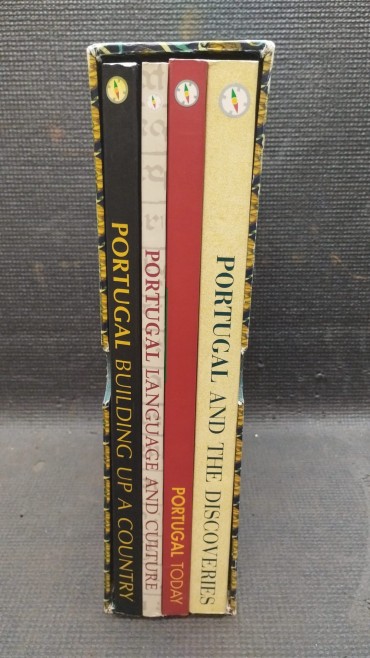 PORTUGAL BUILDING UP A COUNTRY
PORTUGAL LANGUAGE AND CULTURE
PORTUGAL TODAY
PORTUGAL AND THE DISCOVERIES